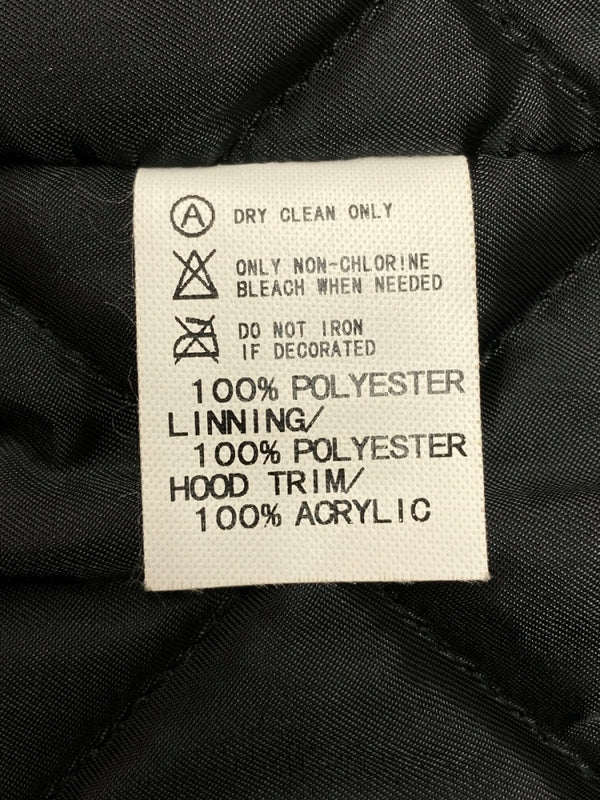 A DRY CLEAN ONLY
ONLY NON-CHLORINE
BLEACH WHEN NEEDED
DO NOT IRON
IF DECORATED
100% POLYESTER
LINNING/
100% POLYESTER
HOOD TRIM/
100% ACRYLIC